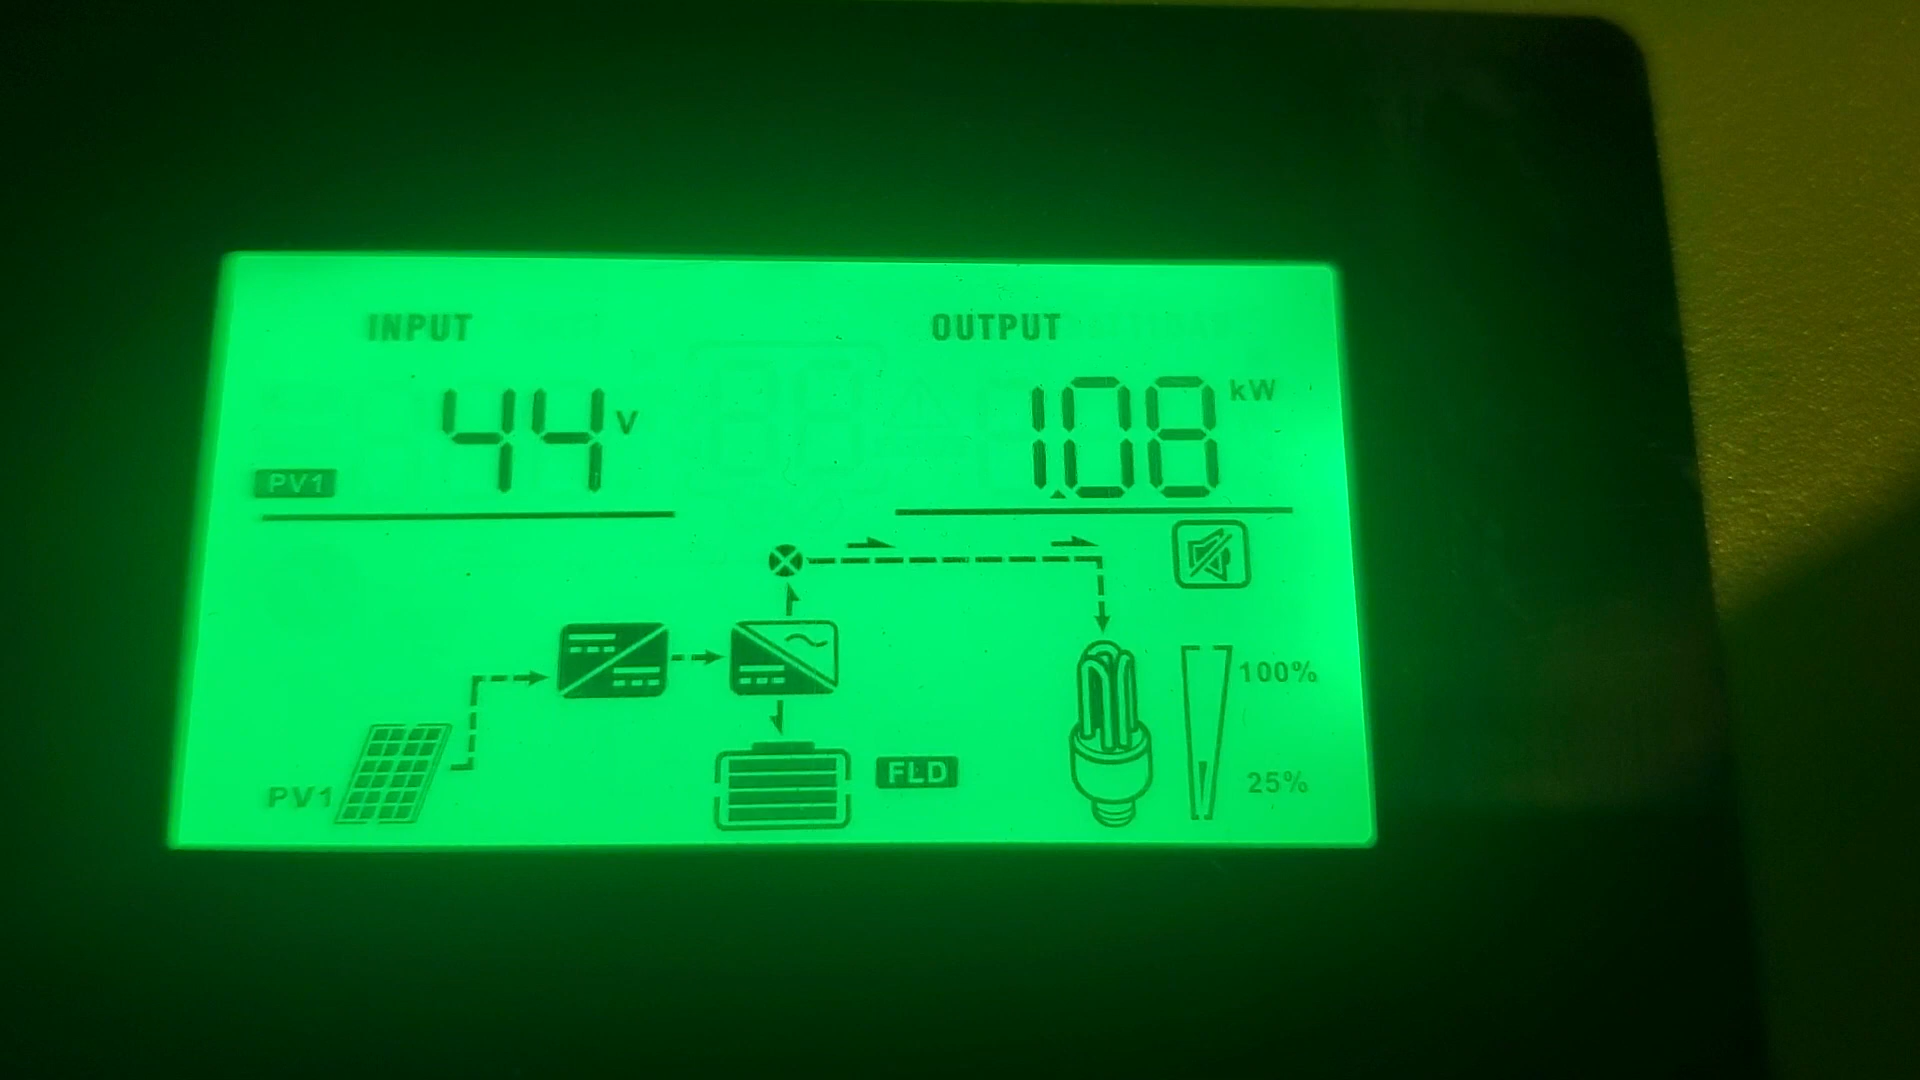 INPUT OUTPUT
44 V 1.08 kW
PV1
100%
PV1 FLD 25%